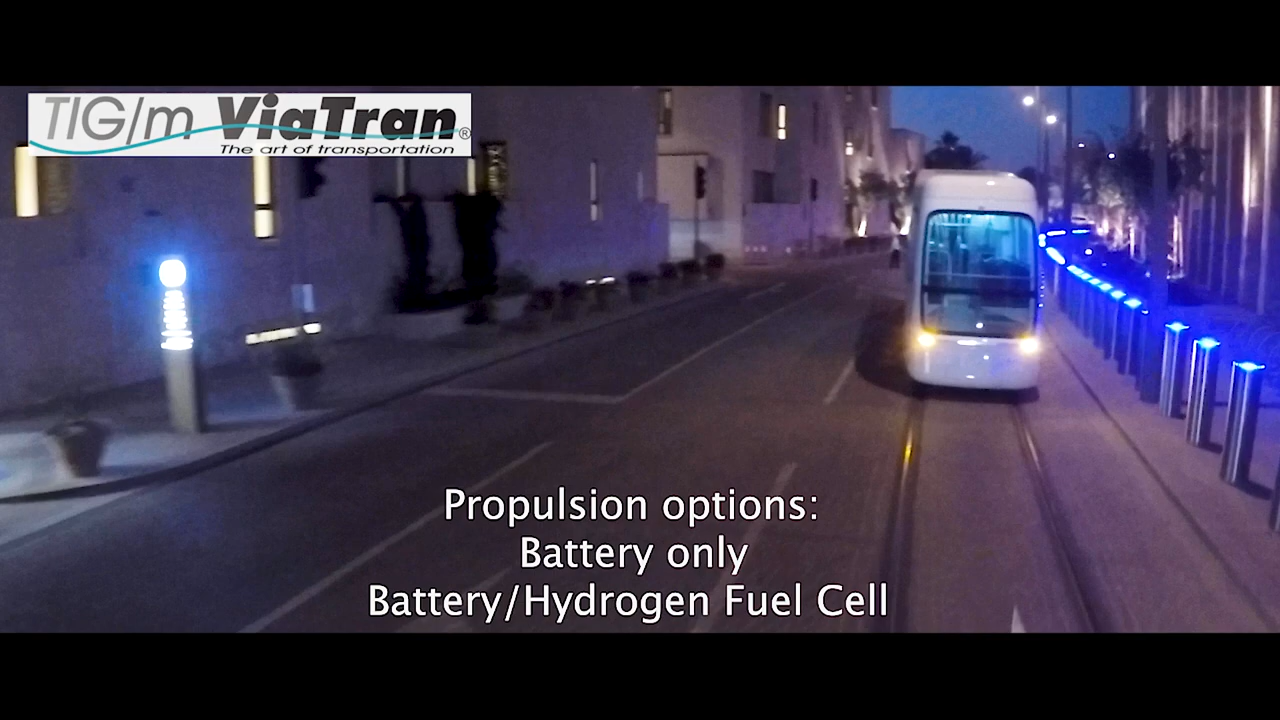 TIG/m ViaTran®
The art of transportation
Propulsion options:
Battery only
Battery/Hydrogen Fuel Cell